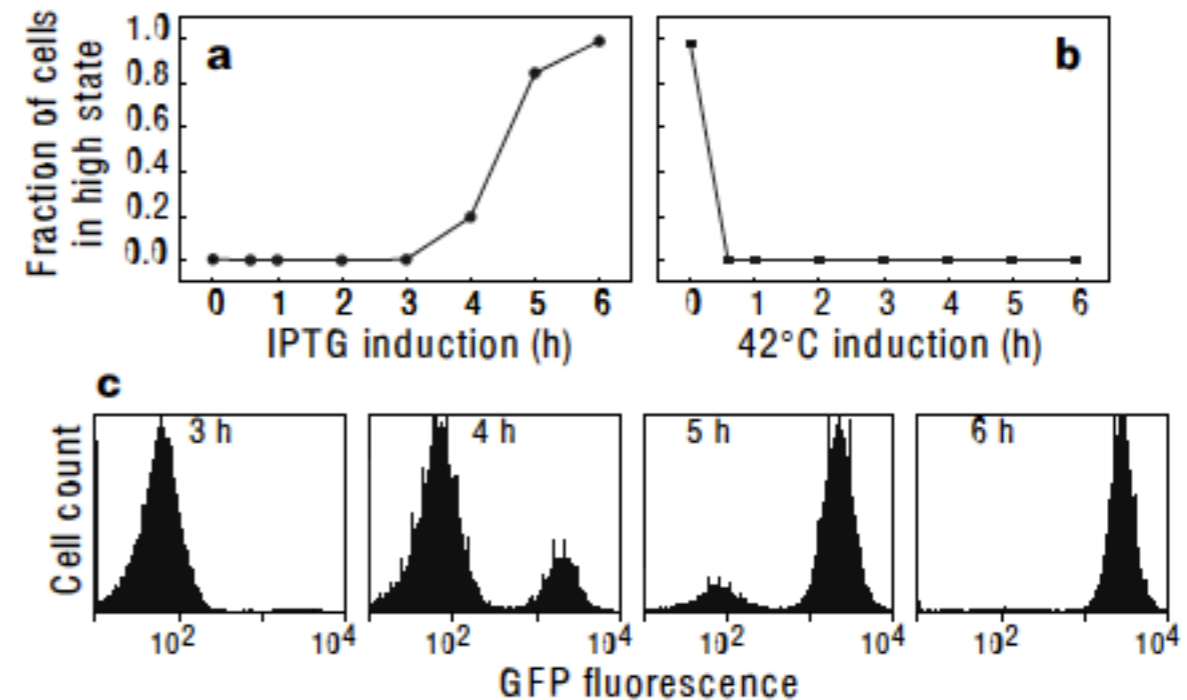 Fraction of cells
in high state
1.0
0.8
0.6
0.4
0.2
0.0
a
0 1 2 3 4 5 6
IPTG induction (h)
b
0 1 2 3 4 5 6
42°C induction (h)
c
Cell count
3 h 4 h 5 h 6 h
10² 10⁴ 10² 10⁴ 10² 10⁴ 10² 10⁴
GFP fluorescence